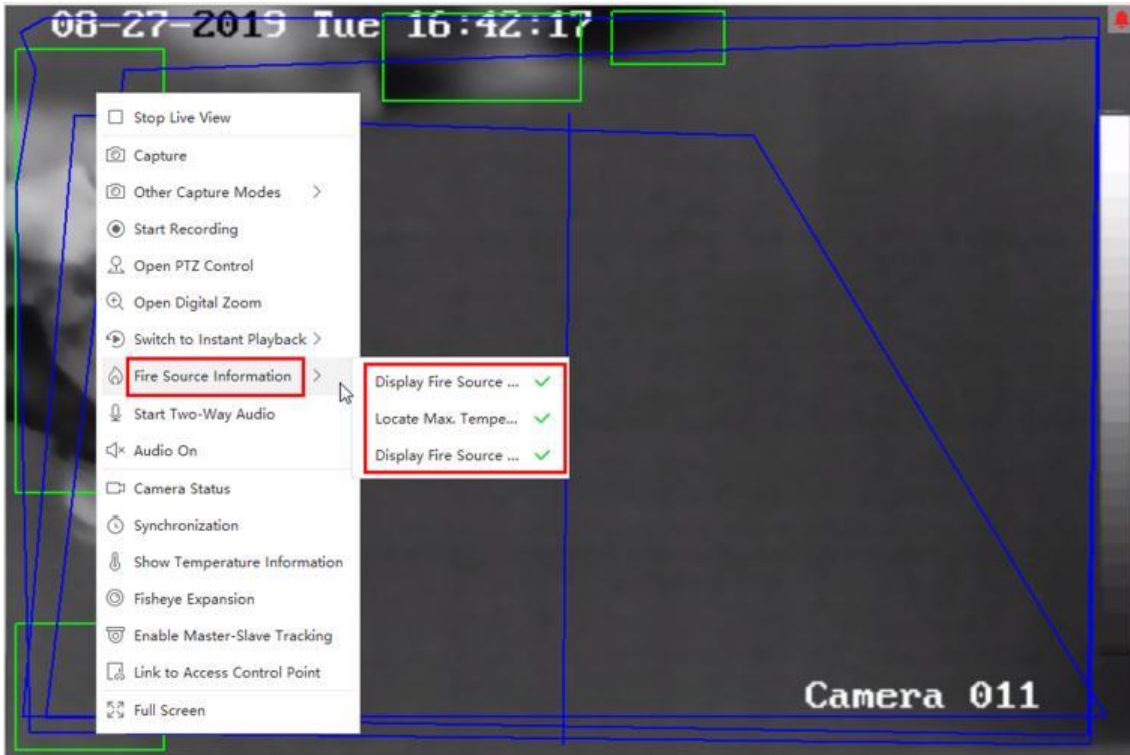 08-27-2019 Tue 16:42:17
Stop Live View
Capture
Other Capture Modes
Start Recording
Open PTZ Control
Open Digital Zoom
Switch to Instant Playback
Fire Source Information
Display Fire Source ...
Locate Max. Tempe...
Display Fire Source ...
Start Two-Way Audio
Audio On
Camera Status
Synchronization
Show Temperature Information
Fisheye Expansion
Enable Master-Slave Tracking
Link to Access Control Point
Full Screen
Camera 011